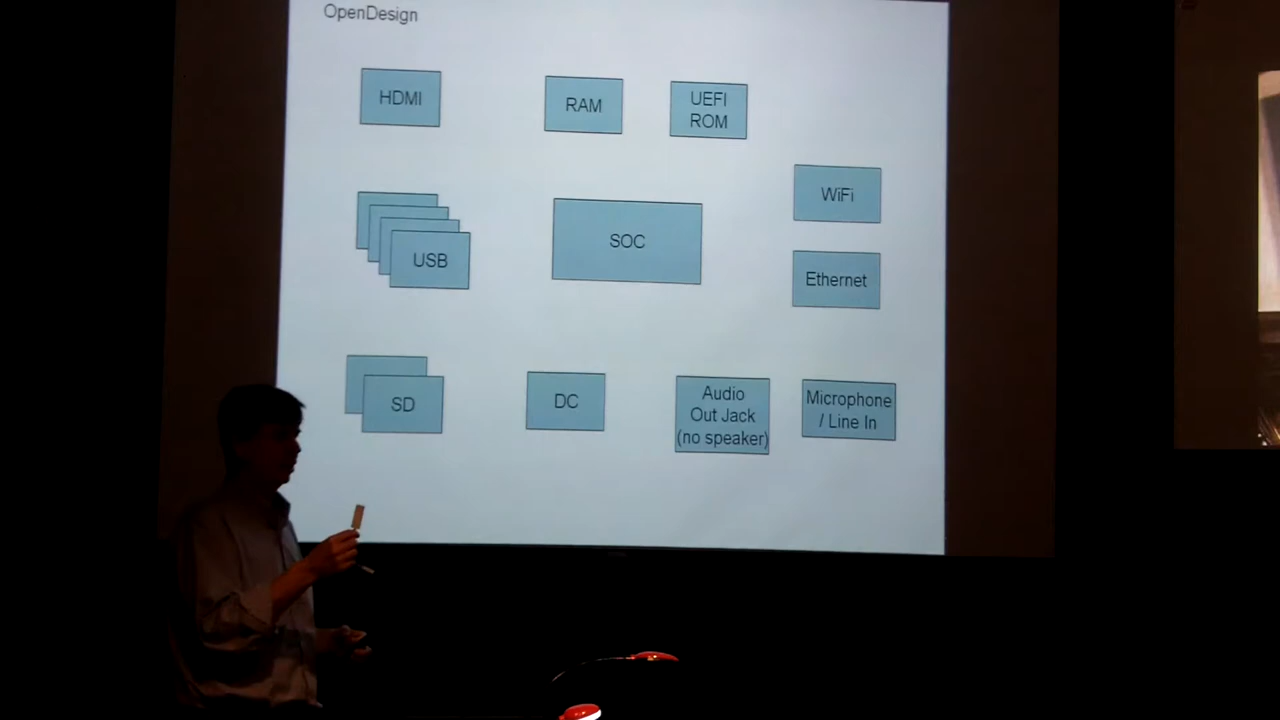 OpenDesign
HDMI
RAM
UEFI
ROM
WiFi
USB
SOC
Ethernet
SD
DC
Audio
Out Jack
(no speaker)
Microphone
/ Line In